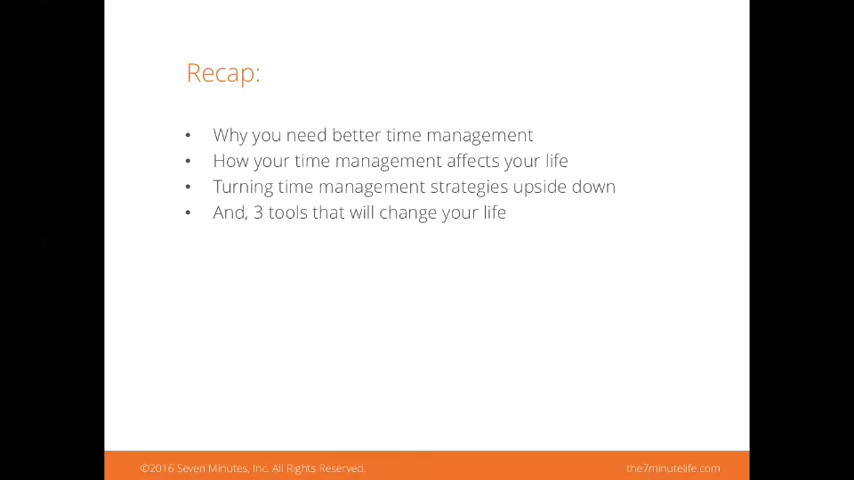 Recap:
• Why you need better time management
• How your time management affects your life
• Turning time management strategies upside down
• And, 3 tools that will change your life
©2016 Seven Minutes, Inc. All Rights Reserved.
the7minutelife.com